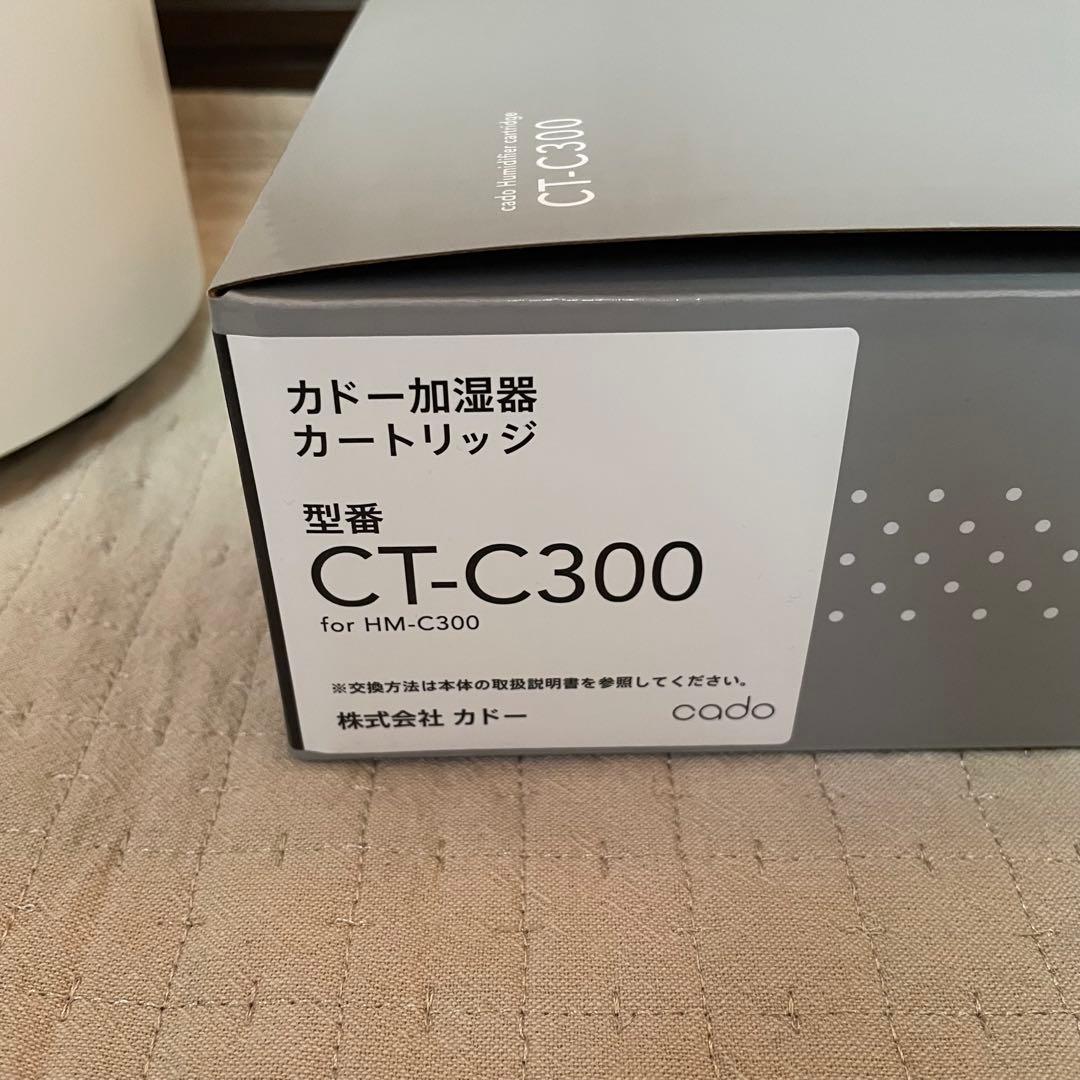 cado Humidifier cartridge
CT-C300
カドー加湿器
カートリッジ
型番
CT-C300
for HM-C300
※交換方法は本体の取扱説明書を参照してください。
株式会社 カドー
cado